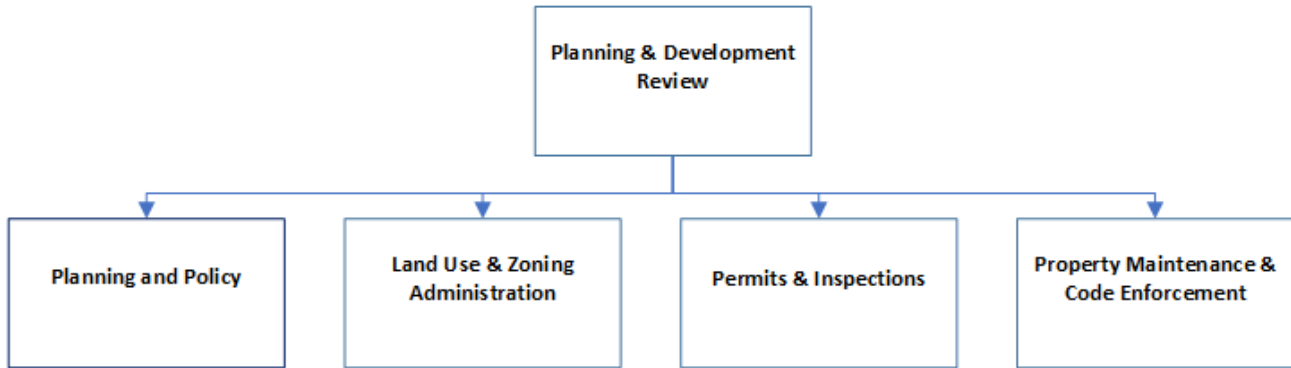 Planning & Development
Review
Planning and Policy
Land Use & Zoning
Administration
Permits & Inspections
Property Maintenance &
Code Enforcement